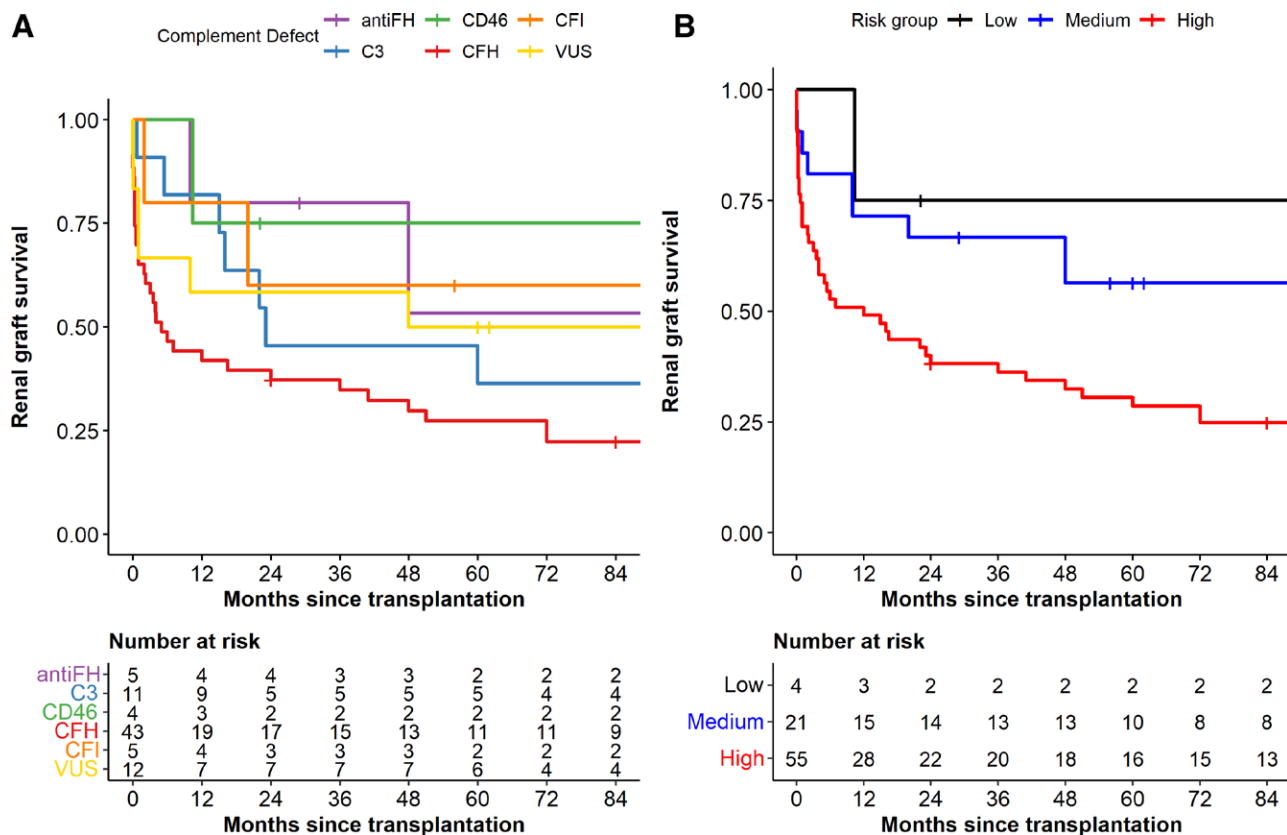 A
Complement Defect
antiFH CD46 CFI
C3 CFH VUS
Renal graft survival
1.00
0.75
0.50
0.25
0.00
0 12 24 36 48 60 72 84
Months since transplantation
Number at risk
antiFH 5 4 4 3 3 2 2 2
C3 11 9 5 5 5 5 4 4
CD46 4 3 2 2 2 2 2 2
CFH 43 19 17 15 13 11 11 9
CFI 5 4 3 3 3 2 2 2
VUS 12 7 7 7 7 6 4 4
0 12 24 36 48 60 72 84
Months since transplantation
B
Risk group Low Medium High
Renal graft survival
1.00
0.75
0.50
0.25
0.00
0 12 24 36 48 60 72 84
Months since transplantation
Number at risk
Low 4 3 2 2 2 2 2 2
Medium 21 15 14 13 13 10 8 8
High 55 28 22 20 18 16 15 13
0 12 24 36 48 60 72 84
Months since transplantation